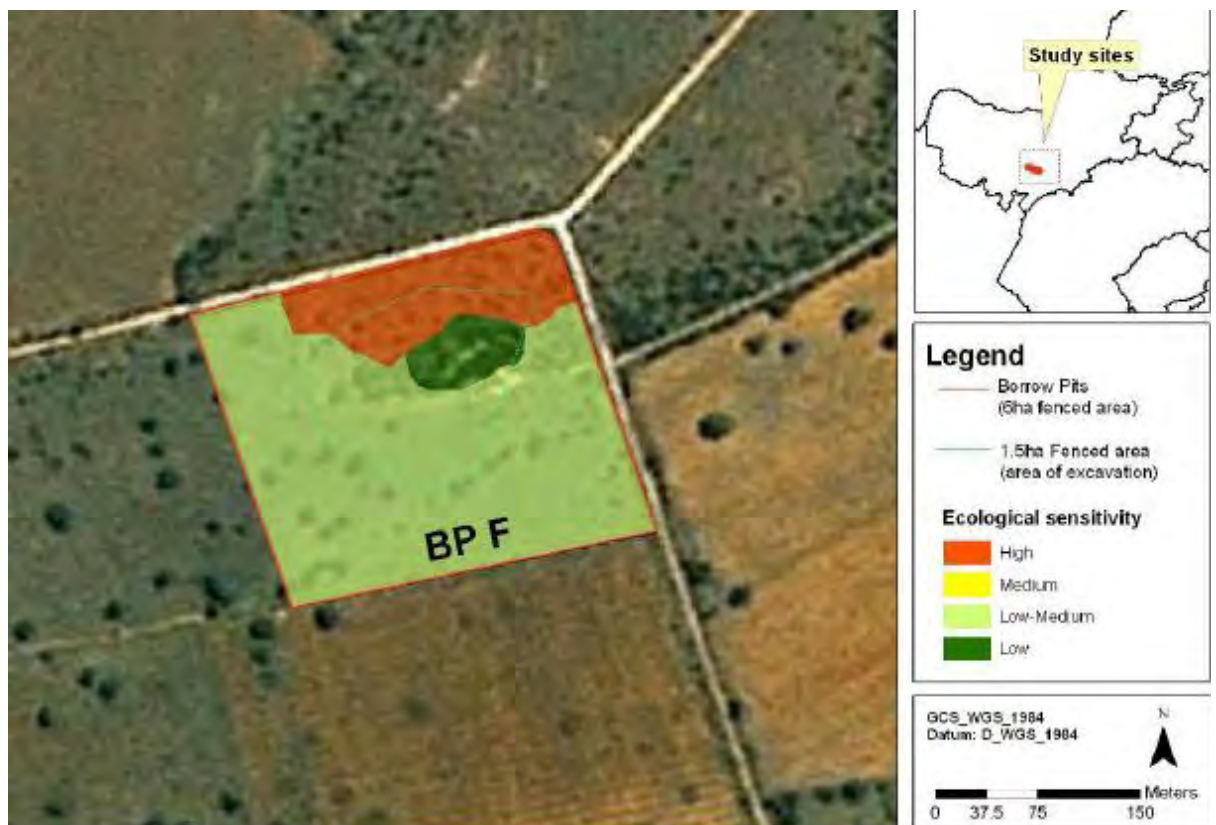 BP F
Study sites
Legend
Borrow Pits
(6ha fenced area)
1.5ha Fenced area
(area of excavation)
Ecological sensitivity
High
Medium
Low-Medium
Low
GCS_WGS_1984
Datum: D_WGS_1984
N
Meters
0 37.5 75 150